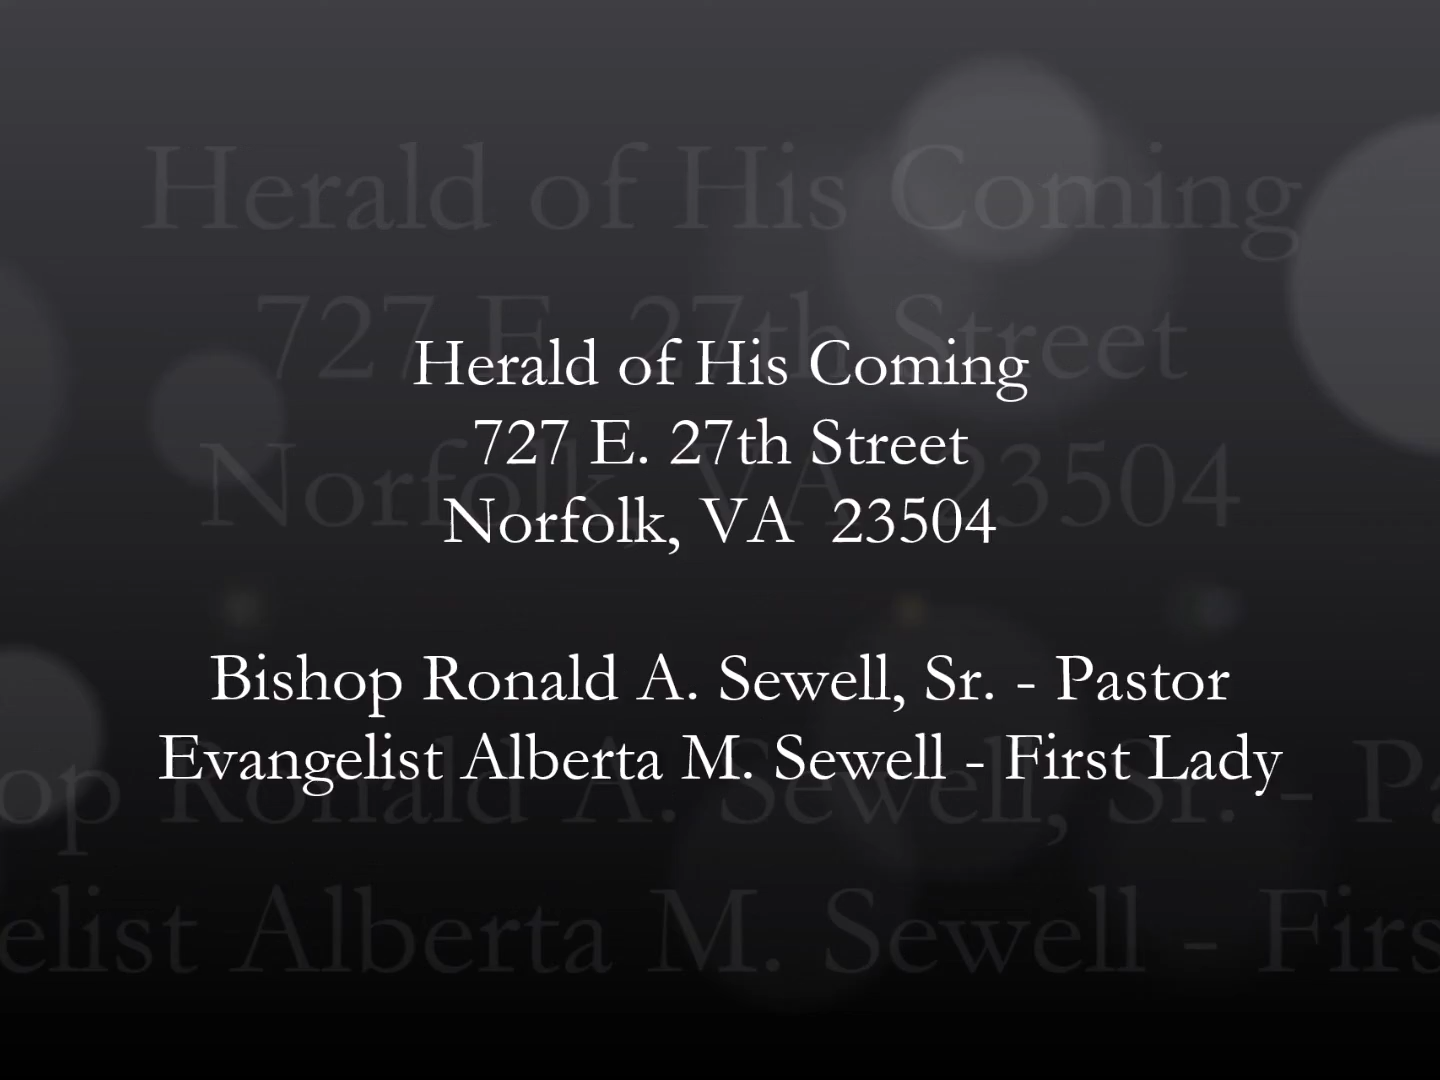 Herald of His Coming
727 E. 27th Street
Norfolk, VA  23504
Bishop Ronald A. Sewell, Sr. - Pastor
Evangelist Alberta M. Sewell - First Lady